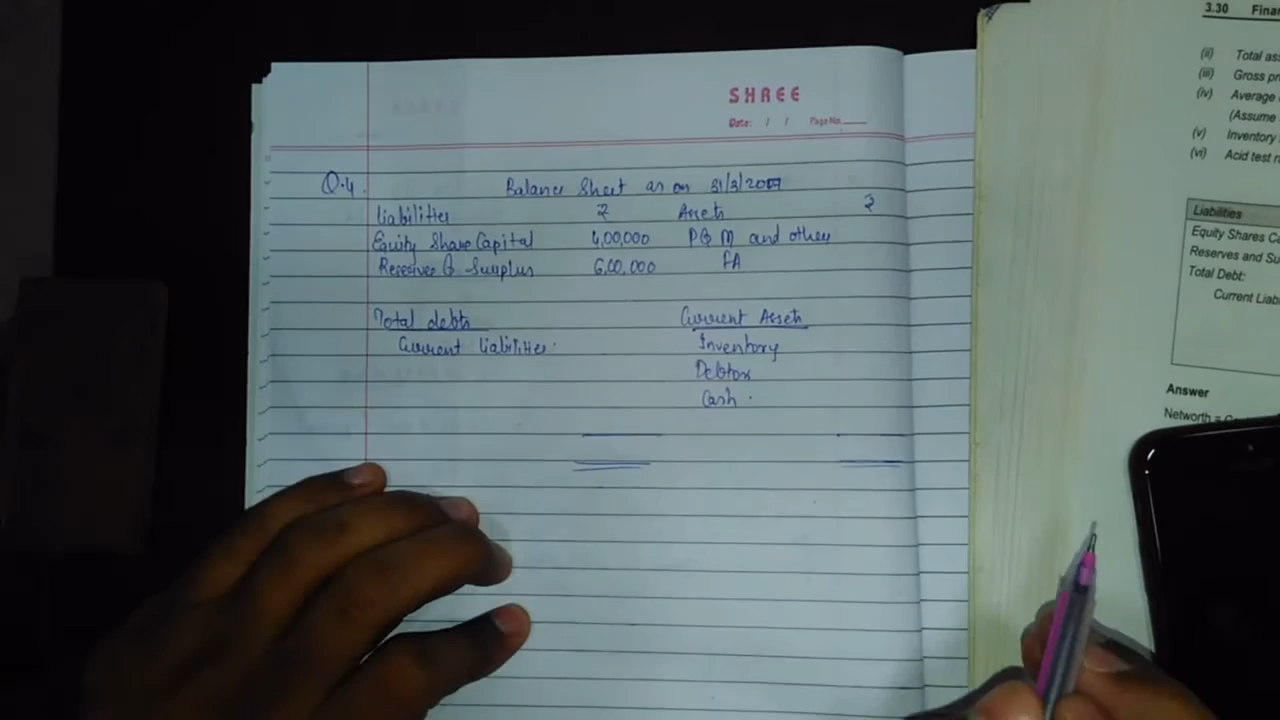 SHREE
Date: / / Page No.
Q.4. Balance Sheet as on 31/3/2007
Liabilities ₹ Assets ₹
Equity Share Capital 4,00,000 P & M and other
Reserves & Surplus 6,00,000 FA
Total debts Current Assets
Current Liabilities. Inventory
Debtors
Cash.
3.30 Finan
(ii) Total as
(iii) Gross pr
(iv) Average
(Assume
(v) Inventory
(vi) Acid test r
Liabilities
Equity Shares C
Reserves and Su
Total Debt:
Current Liab
Answer
Networth =